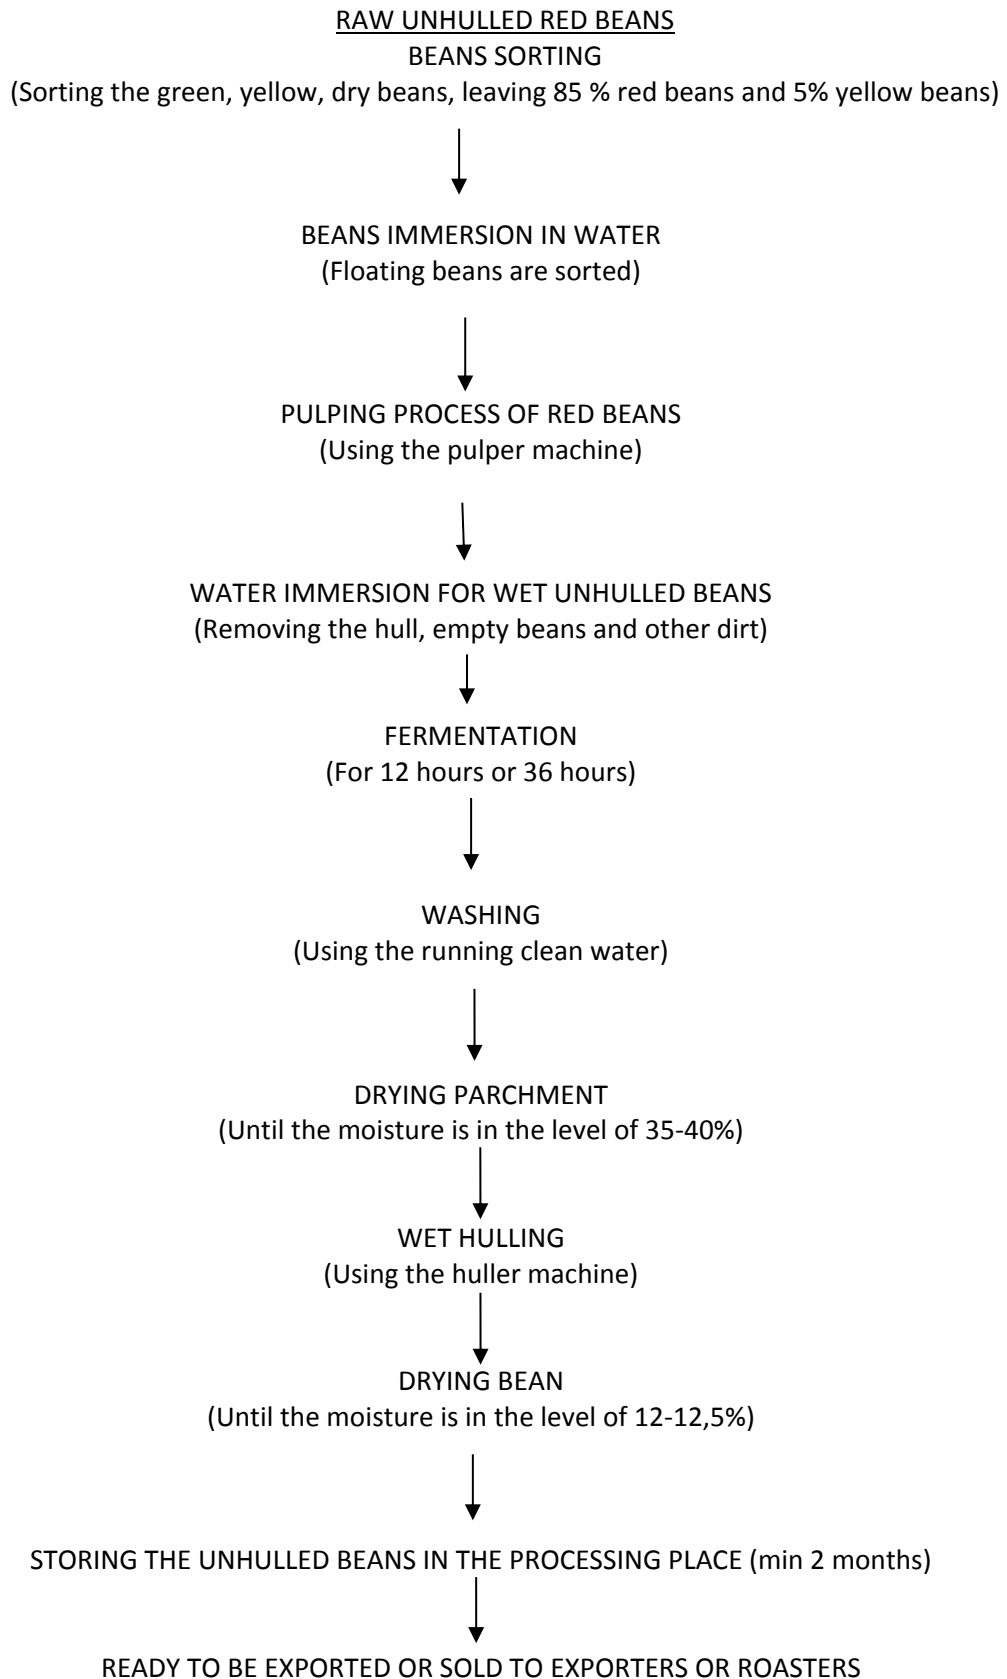 RAW UNHULLED RED BEANS
BEANS SORTING
(Sorting the green, yellow, dry beans, leaving 85 % red beans and 5% yellow beans)
BEANS IMMERSION IN WATER
(Floating beans are sorted)
PULPING PROCESS OF RED BEANS
(Using the pulper machine)
WATER IMMERSION FOR WET UNHULLED BEANS
(Removing the hull, empty beans and other dirt)
FERMENTATION
(For 12 hours or 36 hours)
WASHING
(Using the running clean water)
DRYING PARCHMENT
(Until the moisture is in the level of 35-40%)
WET HULLING
(Using the huller machine)
DRYING BEAN
(Until the moisture is in the level of 12-12,5%)
STORING THE UNHULLED BEANS IN THE PROCESSING PLACE (min 2 months)
READY TO BE EXPORTED OR SOLD TO EXPORTERS OR ROASTERS